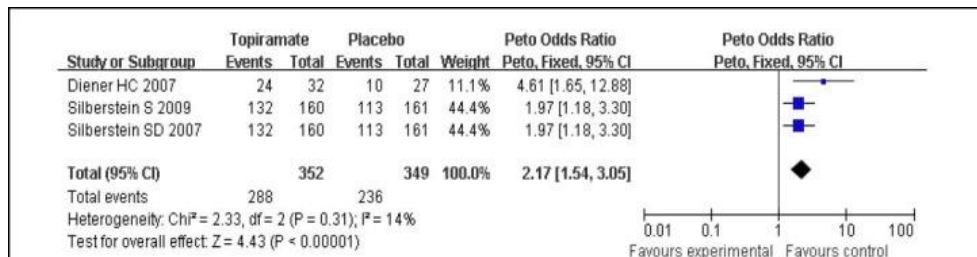 Topiramate Placebo Peto Odds Ratio Peto Odds Ratio
Study or Subgroup Events Total Events Total Weight Peto, Fixed, 95% CI Peto, Fixed, 95% CI
Diener HC 2007 24 32 10 27 11.1% 4.61 [1.65, 12.88]
Silberstein S 2009 132 160 113 161 44.4% 1.97 [1.18, 3.30]
Silberstein SD 2007 132 160 113 161 44.4% 1.97 [1.18, 3.30]
Total (95% CI) 352 349 100.0% 2.17 [1.54, 3.05]
Total events 288 236
Heterogeneity: Chi² = 2.33, df = 2 (P = 0.31); I² = 14%
Test for overall effect: Z = 4.43 (P < 0.00001)
0.01 0.1 1 10 100
Favours experimental Favours control